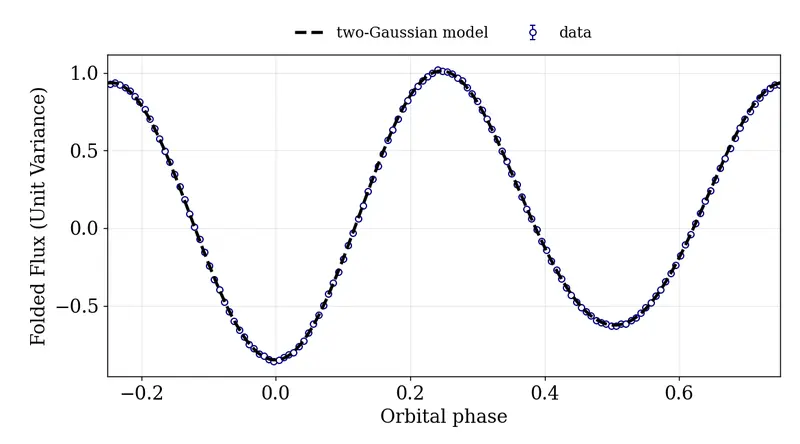 two-Gaussian model
data
Folded Flux (Unit Variance)
1.0
0.5
0.0
−0.5
−0.2
0.0
0.2
0.4
0.6
Orbital phase